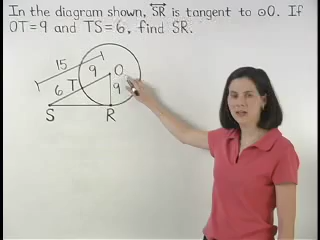 In the diagram shown, SR is tangent to ⊙O. If
OT=9 and TS=6, find SR.
15
9
O
T
6
9
S
R